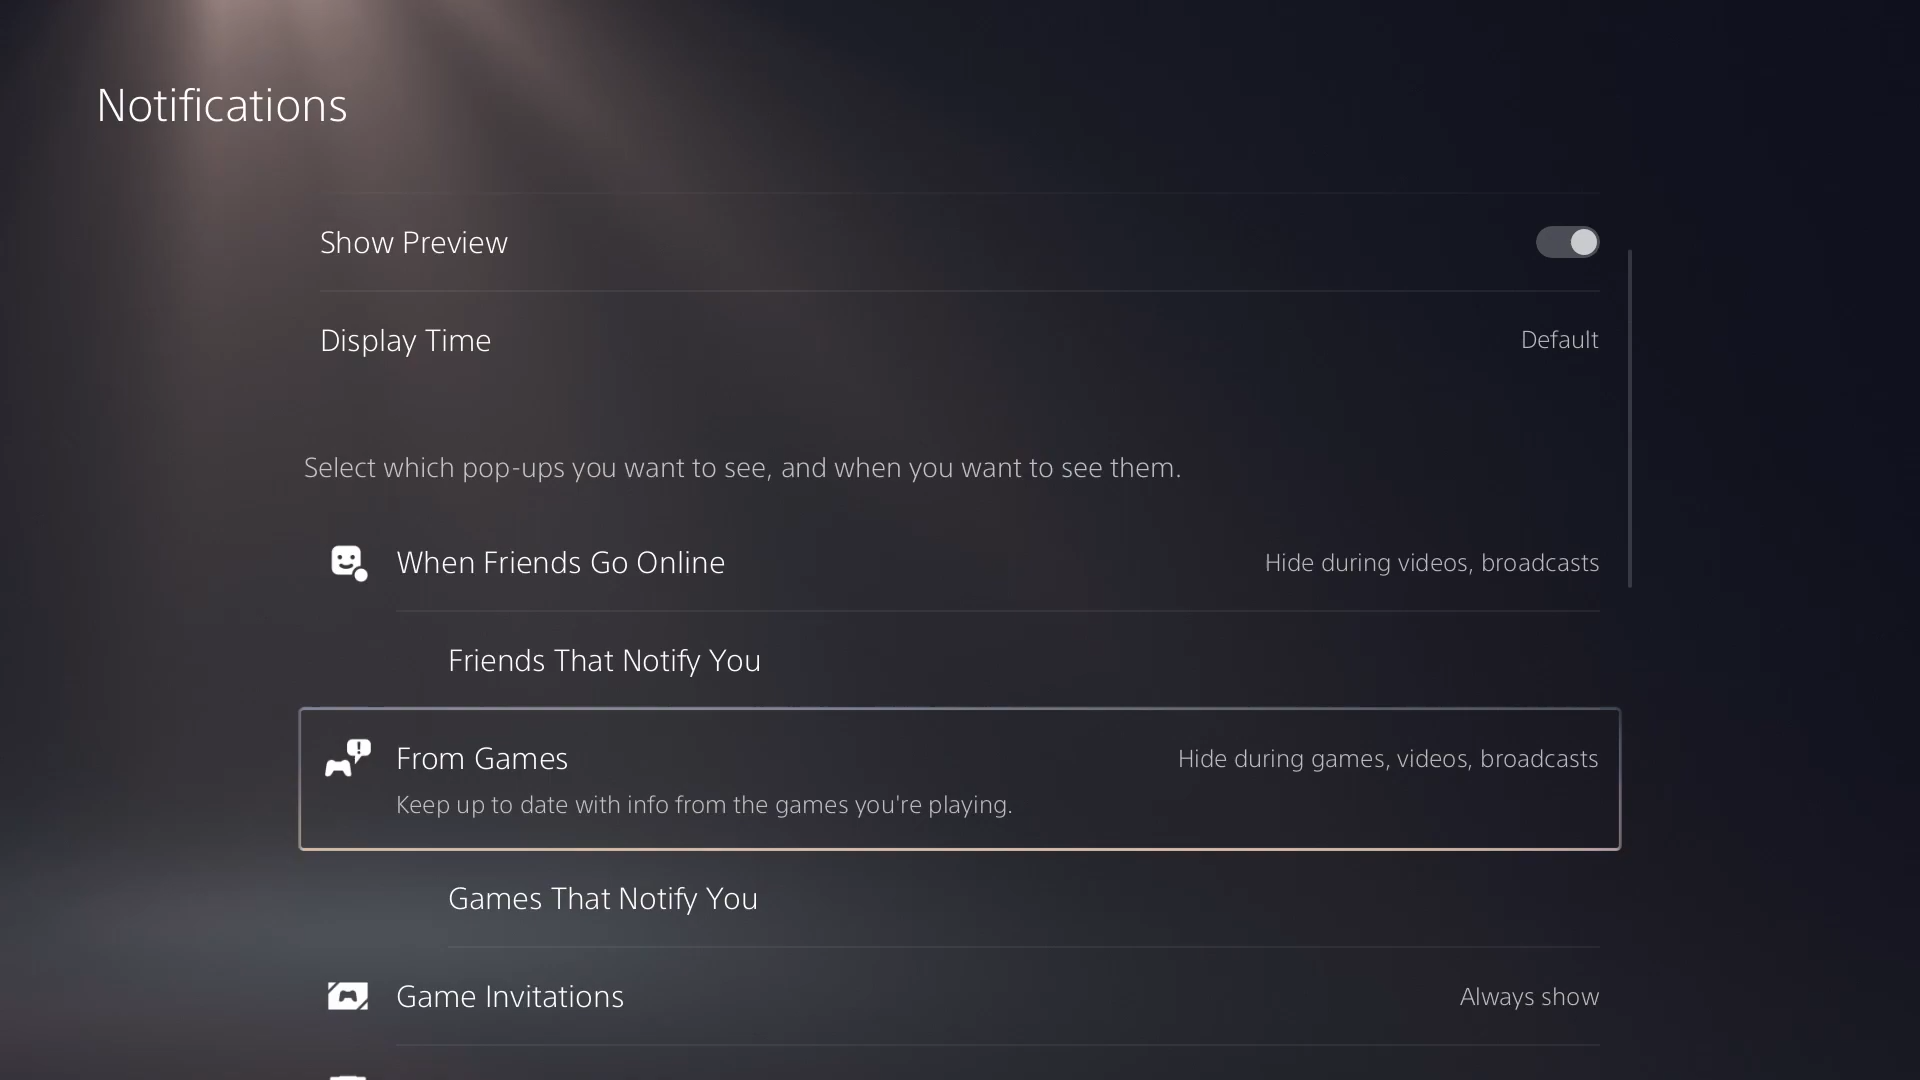 Notifications
Show Preview
Display Time Default
Select which pop-ups you want to see, and when you want to see them.
When Friends Go Online Hide during videos, broadcasts
Friends That Notify You
From Games Hide during games, videos, broadcasts
Keep up to date with info from the games you're playing.
Games That Notify You
Game Invitations Always show